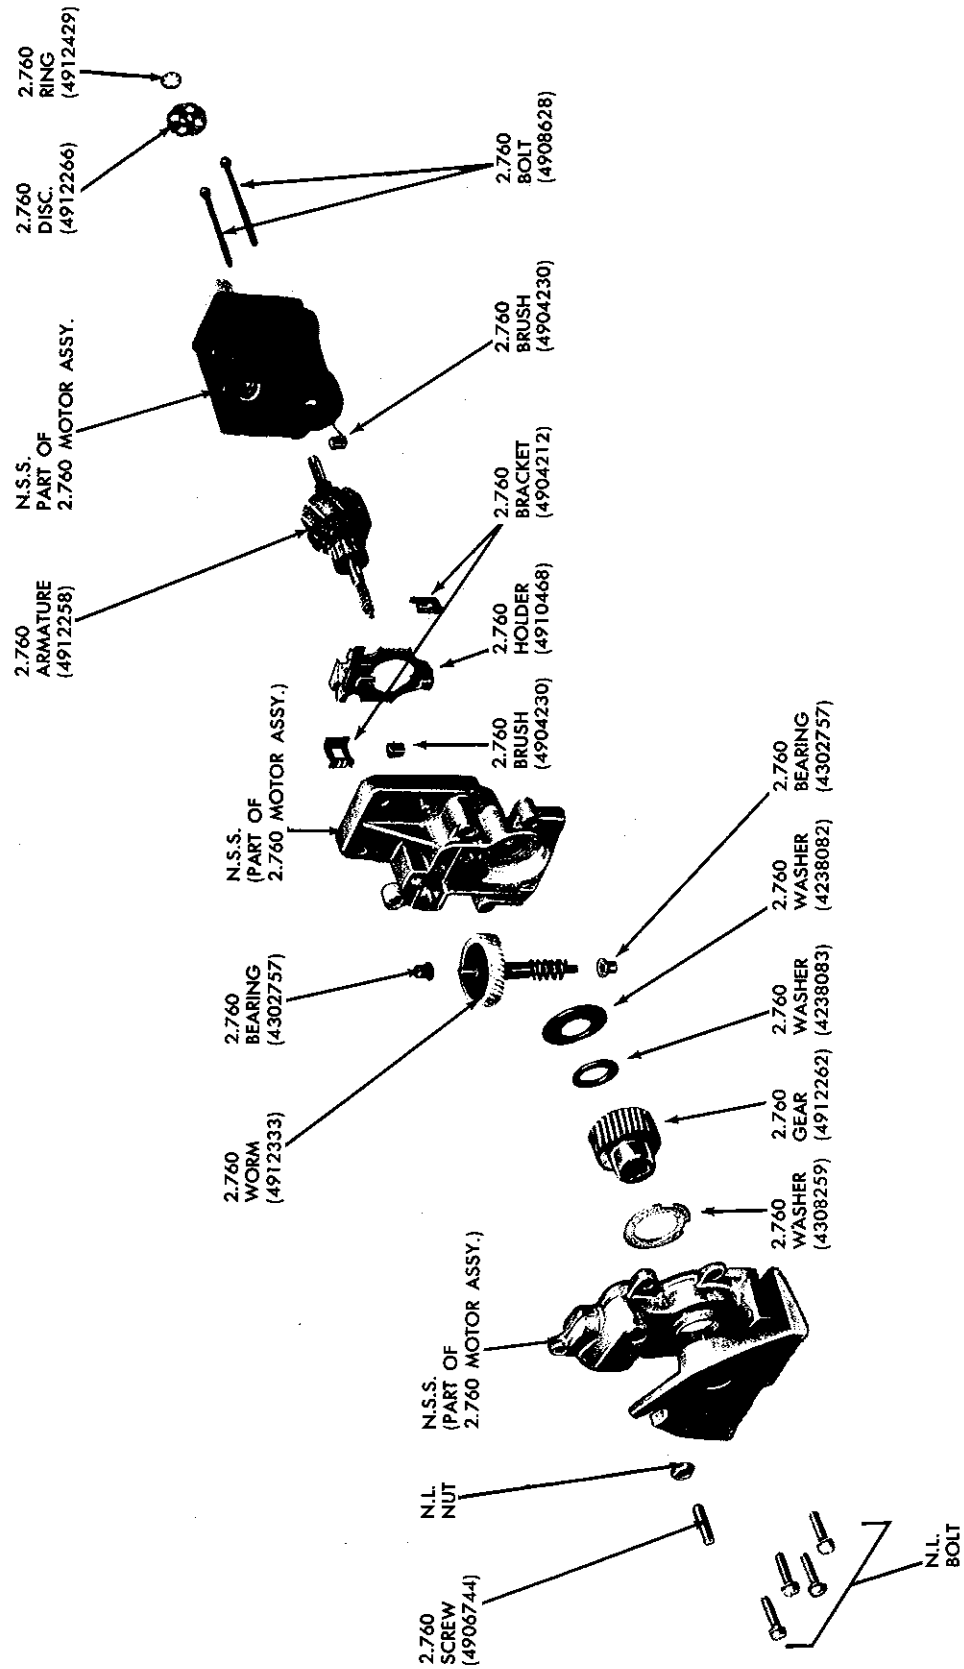 2.760
SCREW
(4906744)
N.L.
NUT
N.S.S.
(PART OF
2.760 MOTOR ASSY.)
2.760
WORM
(4912333)
2.760
BEARING
(4302757)
N.S.S.
(PART OF
2.760 MOTOR ASSY.)
2.760
ARMATURE
(4912258)
N.S.S.
PART OF
2.760 MOTOR ASSY.
2.760
DISC.
(4912266)
2.760
RING
(4912429)
N.L.
BOLT
2.760
WASHER
(4308259)
2.760
GEAR
(4912262)
2.760
WASHER
(4238083)
2.760
WASHER
(4238082)
2.760
BEARING
(4302757)
2.760
BRUSH
(4904230)
2.760
HOLDER
(4910468)
2.760
BRACKET
(4904212)
2.760
BRUSH
(4904230)
2.760
BOLT
(4908628)